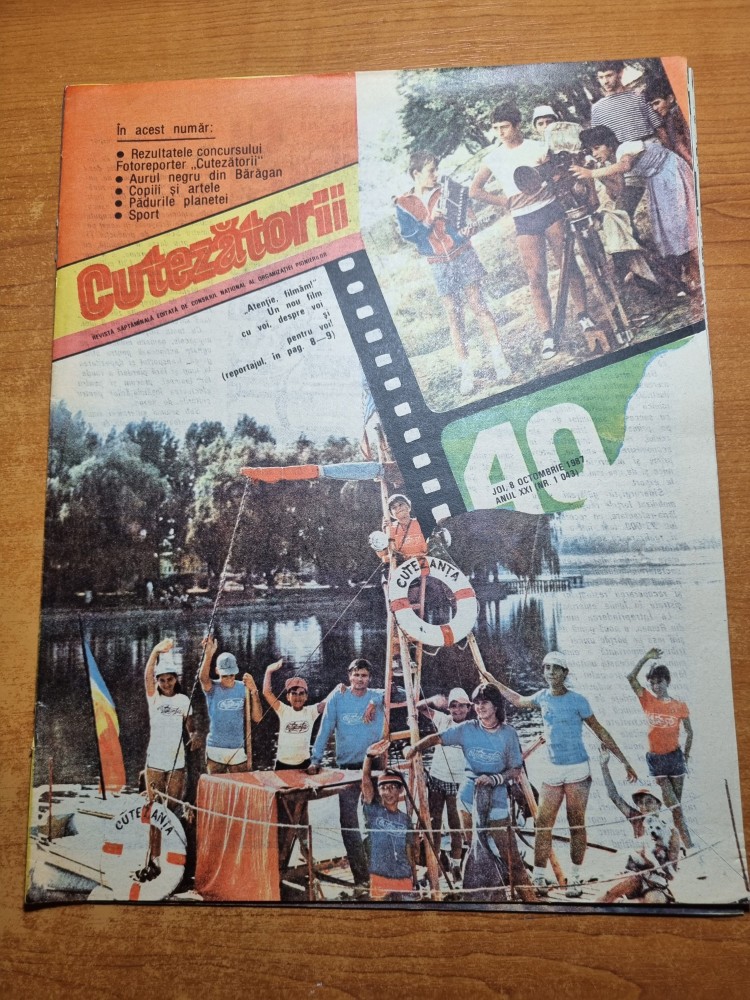 În acest număr:
● Rezultatele concursului
Fotoreporter „Cutezătorii”
● Aurul negru din Bărăgan
● Copiii și artele
● Pădurile planetei
● Sport
Cutezătorii
REVISTĂ SĂPTĂMÎNALĂ EDITATĂ DE CONSILIUL NAȚIONAL AL ORGANIZAȚIEI PIONIERILOR
„Atenție, filmăm!”
Un nou film
cu voi, despre voi
și
pentru voi!
(reportajul, în pag. 8—9)
40
JOI, 8 OCTOMBRIE 1987
ANUL XXI (NR. 1 043)
CUTEZANȚA
CUTEZANȚA